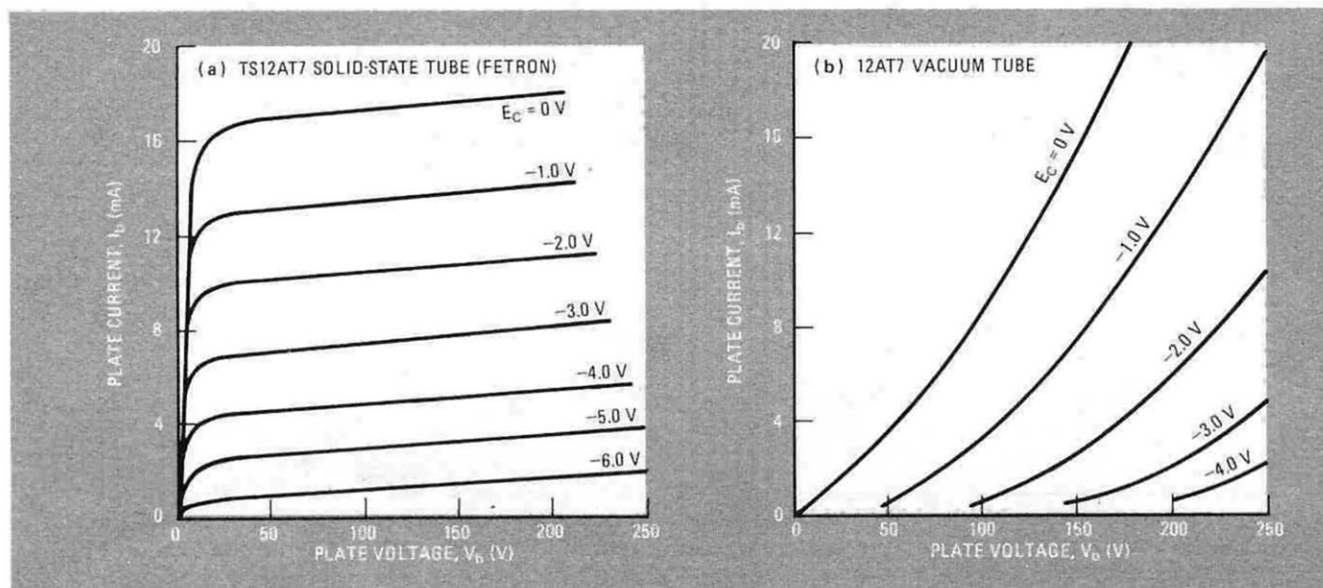 (a) TS12AT7 SOLID-STATE TUBE (FETRON)
PLATE CURRENT, I_b (mA)
20
16
12
8
4
0
E_C = 0 V
−1.0 V
−2.0 V
−3.0 V
−4.0 V
−5.0 V
−6.0 V
0 50 100 150 200 250
PLATE VOLTAGE, V_b (V)
(b) 12AT7 VACUUM TUBE
PLATE CURRENT, I_b (mA)
20
16
12
8
4
0
E_C = 0 V
−1.0 V
−2.0 V
−3.0 V
−4.0 V
0 50 100 150 200 250
PLATE VOLTAGE, V_b (V)